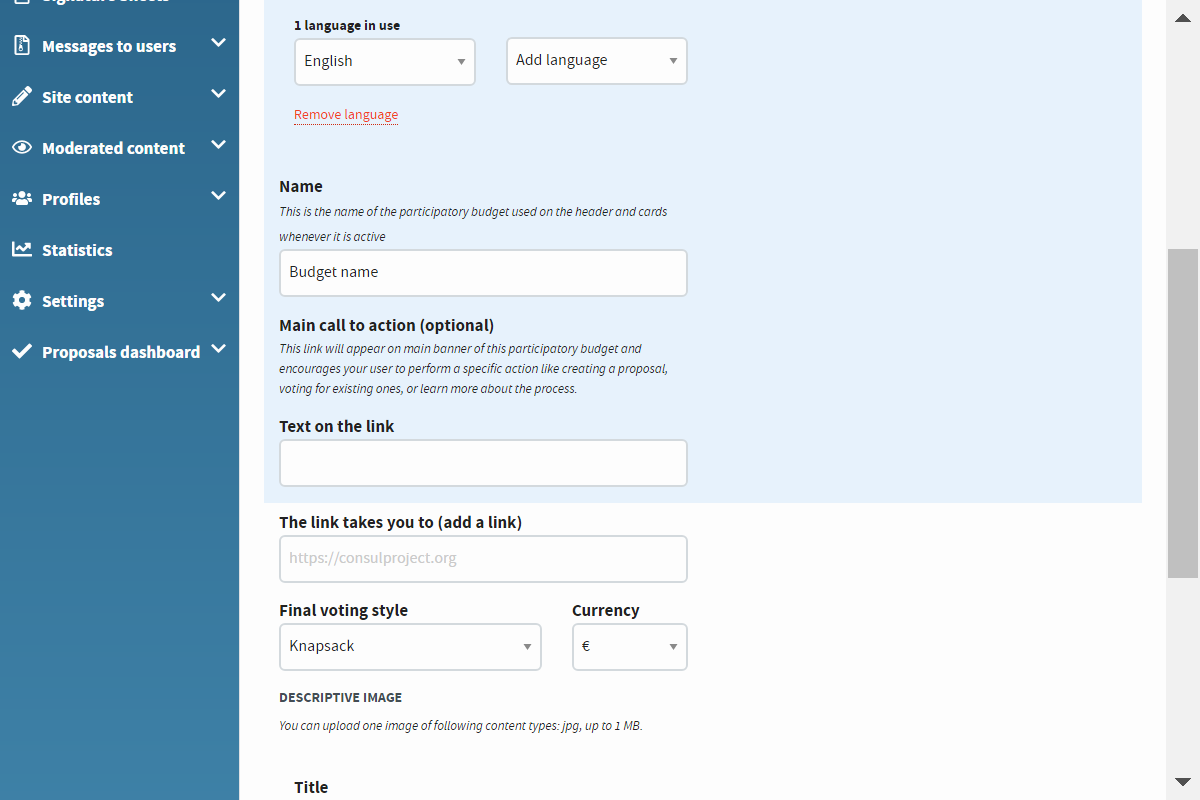 Signature Sheets
Messages to users
Site content
Moderated content
Profiles
Statistics
Settings
Proposals dashboard
1 language in use
English
Add language
Remove language
Name
This is the name of the participatory budget used on the header and cards
whenever it is active
Budget name
Main call to action (optional)
This link will appear on main banner of this participatory budget and
encourages your user to perform a specific action like creating a proposal,
voting for existing ones, or learn more about the process.
Text on the link
The link takes you to (add a link)
https://consulproject.org
Final voting style
Currency
Knapsack
€
DESCRIPTIVE IMAGE
You can upload one image of following content types: jpg, up to 1 MB.
Title